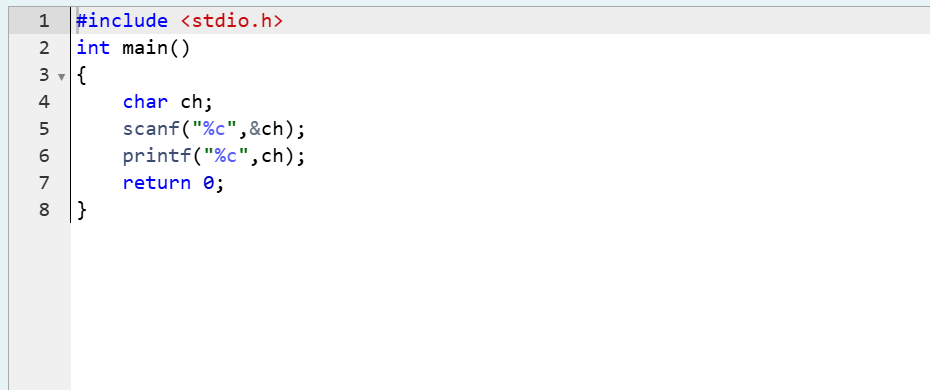 1 #include <stdio.h>
2 int main()
3 {
4     char ch;
5     scanf("%c",&ch);
6     printf("%c",ch);
7     return 0;
8 }